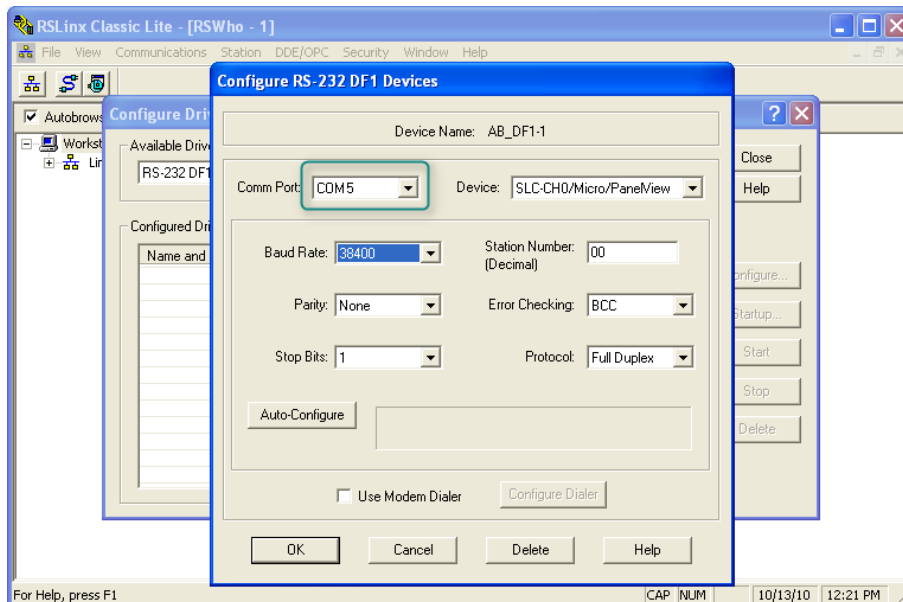 RSLinx Classic Lite - [RSWho - 1]
File View Communications Station DDE/OPC Security Window Help
Configure RS-232 DF1 Devices
Autobrows
Configure Dri
Device Name: AB_DF1-1
Workst
Lin
Available Driv
RS-232 DF1
Close
Help
Comm Port: COM5
Device: SLC-CH0/Micro/PanelView
Configured Dri
Name and
Baud Rate: 38400
Station Number: 00
(Decimal)
onfigure...
Parity: None
Error Checking: BCC
Startup...
Stop Bits: 1
Protocol: Full Duplex
Start
Stop
Auto-Configure
Delete
Use Modem Dialer
Configure Dialer
OK
Cancel
Delete
Help
For Help, press F1
CAP NUM
10/13/10
12:21 PM